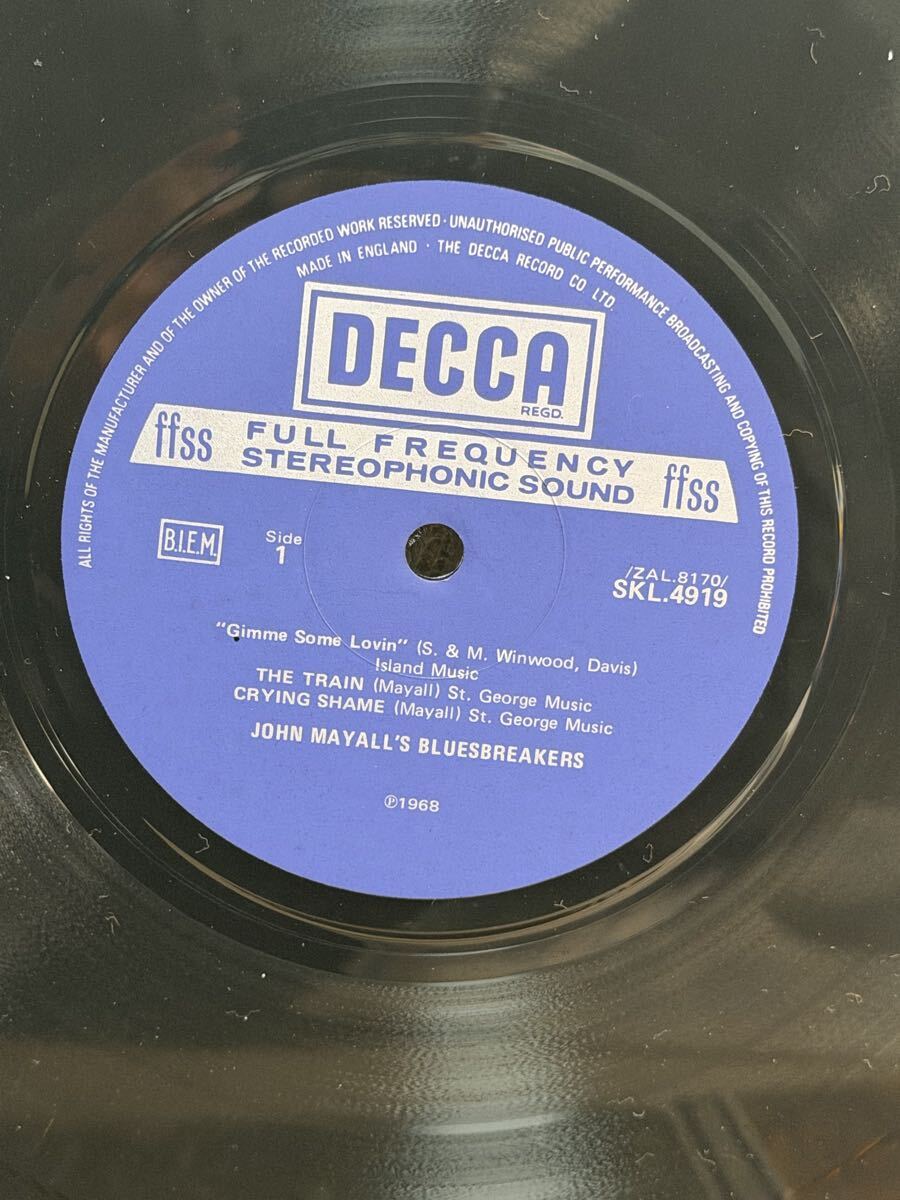 ALL RIGHTS OF THE MANUFACTURER AND OF THE OWNER OF THE RECORDED WORK RESERVED · UNAUTHORISED PUBLIC PERFORMANCE BROADCASTING AND COPYING OF THIS RECORD PROHIBITED
MADE IN ENGLAND · THE DECCA RECORD CO LTD.
DECCA
REGD.
ffss FULL FREQUENCY ffss
STEREOPHONIC SOUND
B.I.E.M.
Side
1
/ZAL.8170/
SKL.4919
"Gimme Some Lovin" (S. & M. Winwood, Davis)
Island Music
THE TRAIN (Mayall) St. George Music
CRYING SHAME (Mayall) St. George Music
JOHN MAYALL'S BLUESBREAKERS
℗1968